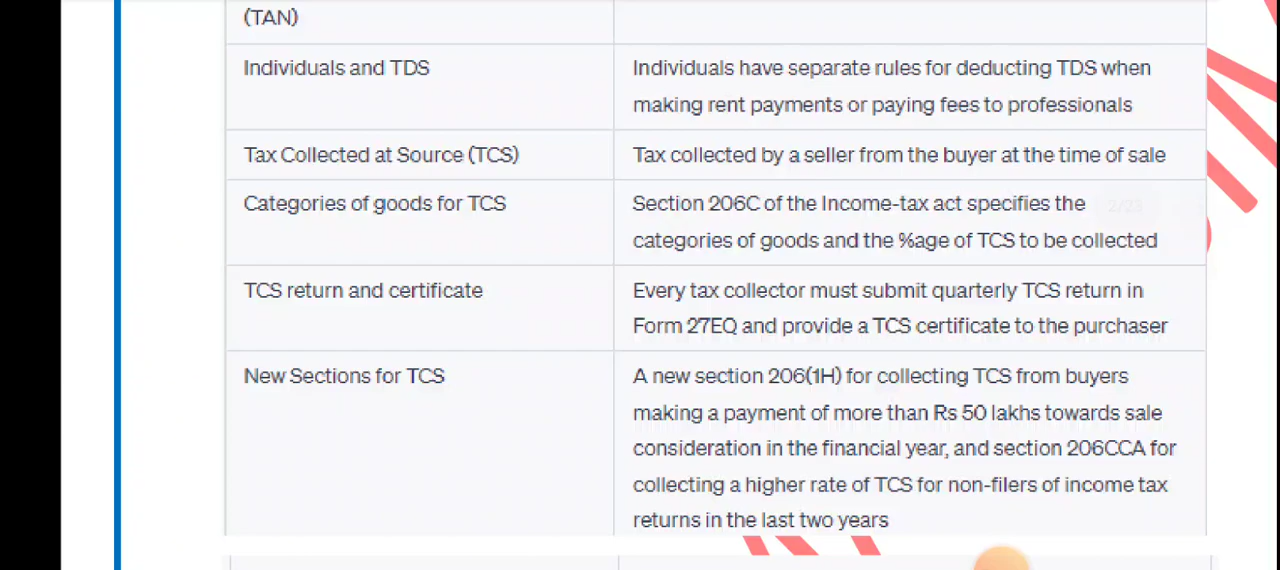 (TAN)
Individuals and TDS
Individuals have separate rules for deducting TDS when
making rent payments or paying fees to professionals
Tax Collected at Source (TCS)
Tax collected by a seller from the buyer at the time of sale
Categories of goods for TCS
Section 206C of the Income-tax act specifies the
categories of goods and the %age of TCS to be collected
2/23
TCS return and certificate
Every tax collector must submit quarterly TCS return in
Form 27EQ and provide a TCS certificate to the purchaser
New Sections for TCS
A new section 206(1H) for collecting TCS from buyers
making a payment of more than Rs 50 lakhs towards sale
consideration in the financial year, and section 206CCA for
collecting a higher rate of TCS for non-filers of income tax
returns in the last two years